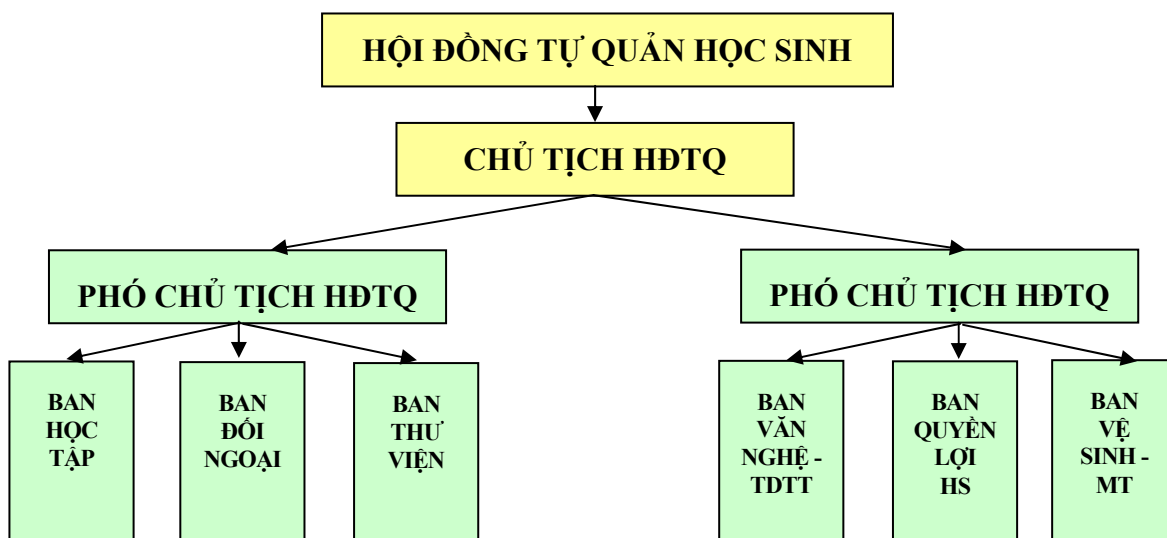 HỘI ĐỒNG TỰ QUẢN HỌC SINH
CHỦ TỊCH HĐTQ
PHÓ CHỦ TỊCH HĐTQ
PHÓ CHỦ TỊCH HĐTQ
BAN
HỌC
TẬP
BAN
ĐỐI
NGOẠI
BAN
THƯ
VIỆN
BAN
VĂN
NGHỆ -
TDTT
BAN
QUYỀN
LỢI
HS
BAN
VỆ
SINH -
MT